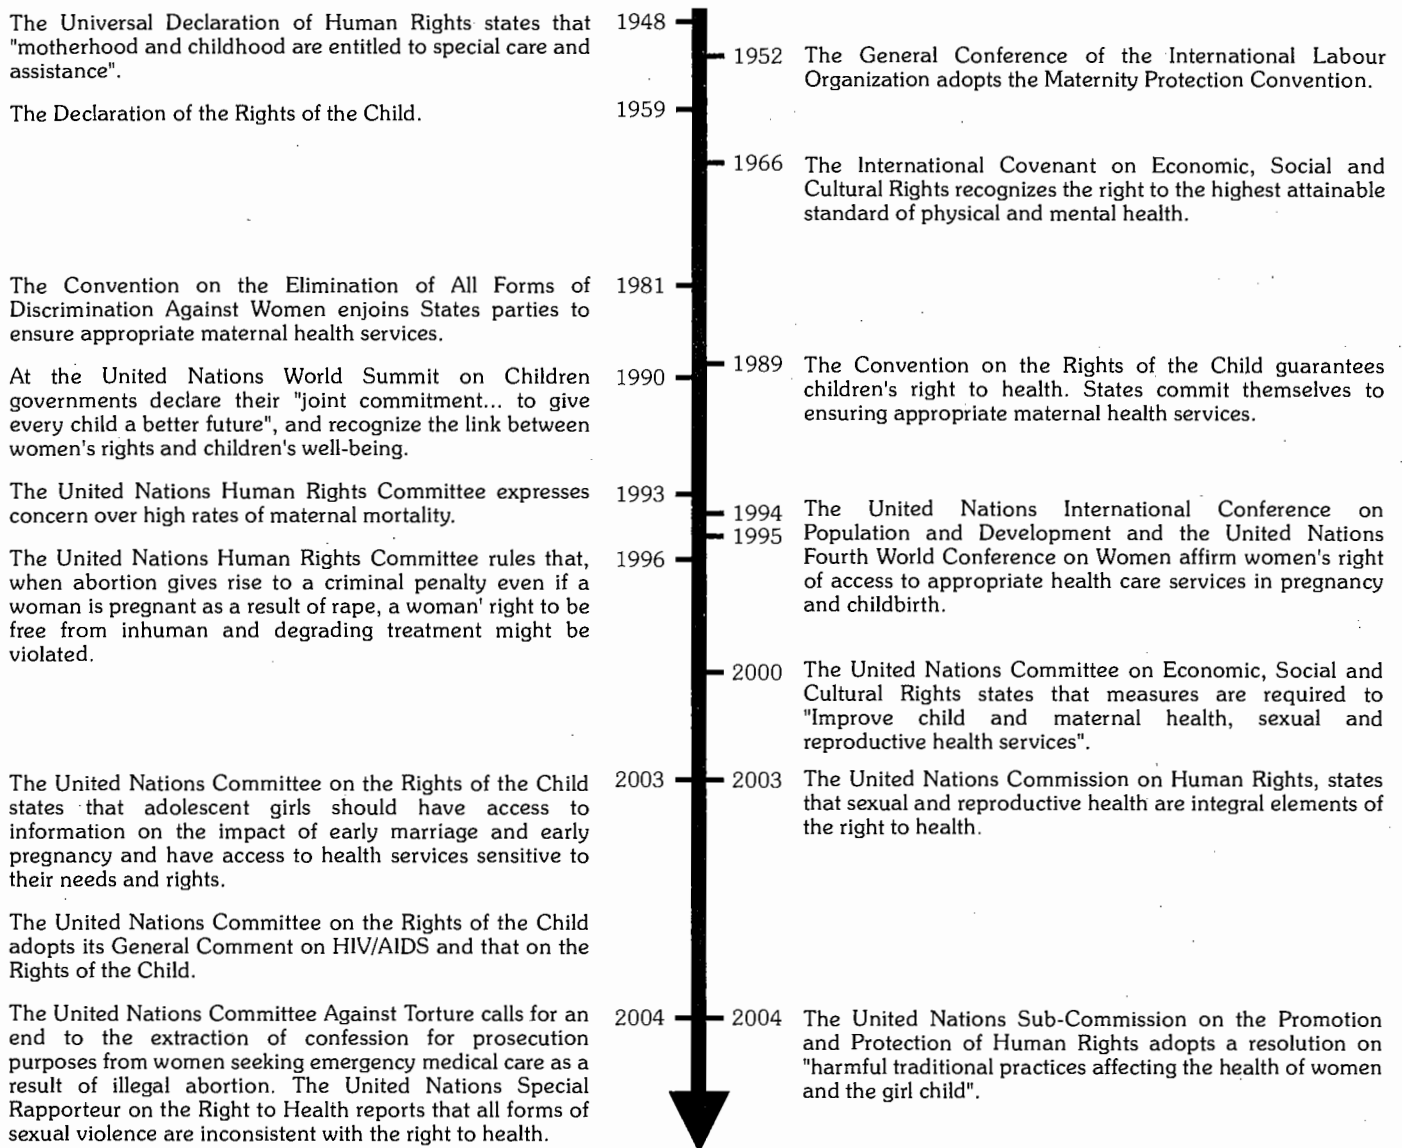 The Universal Declaration of Human Rights states that
"motherhood and childhood are entitled to special care and
assistance".
1948
1952
The General Conference of the International Labour
Organization adopts the Maternity Protection Convention.
The Declaration of the Rights of the Child.
1959
1966
The International Covenant on Economic, Social and
Cultural Rights recognizes the right to the highest attainable
standard of physical and mental health.
The Convention on the Elimination of All Forms of
Discrimination Against Women enjoins States parties to
ensure appropriate maternal health services.
1981
1989
The Convention on the Rights of the Child guarantees
children's right to health. States commit themselves to
ensuring appropriate maternal health services.
At the United Nations World Summit on Children
governments declare their "joint commitment... to give
every child a better future", and recognize the link between
women's rights and children's well-being.
1990
The United Nations Human Rights Committee expresses
concern over high rates of maternal mortality.
1993
1994
1995
The United Nations International Conference on
Population and Development and the United Nations
Fourth World Conference on Women affirm women's right
of access to appropriate health care services in pregnancy
and childbirth.
The United Nations Human Rights Committee rules that,
when abortion gives rise to a criminal penalty even if a
woman is pregnant as a result of rape, a woman' right to be
free from inhuman and degrading treatment might be
violated.
1996
2000
The United Nations Committee on Economic, Social and
Cultural Rights states that measures are required to
"Improve child and maternal health, sexual and
reproductive health services".
The United Nations Committee on the Rights of the Child
states that adolescent girls should have access to
information on the impact of early marriage and early
pregnancy and have access to health services sensitive to
their needs and rights.
2003
2003
The United Nations Commission on Human Rights, states
that sexual and reproductive health are integral elements of
the right to health.
The United Nations Committee on the Rights of the Child
adopts its General Comment on HIV/AIDS and that on the
Rights of the Child.
The United Nations Committee Against Torture calls for an
end to the extraction of confession for prosecution
purposes from women seeking emergency medical care as a
result of illegal abortion. The United Nations Special
Rapporteur on the Right to Health reports that all forms of
sexual violence are inconsistent with the right to health.
2004
2004
The United Nations Sub-Commission on the Promotion
and Protection of Human Rights adopts a resolution on
"harmful traditional practices affecting the health of women
and the girl child".